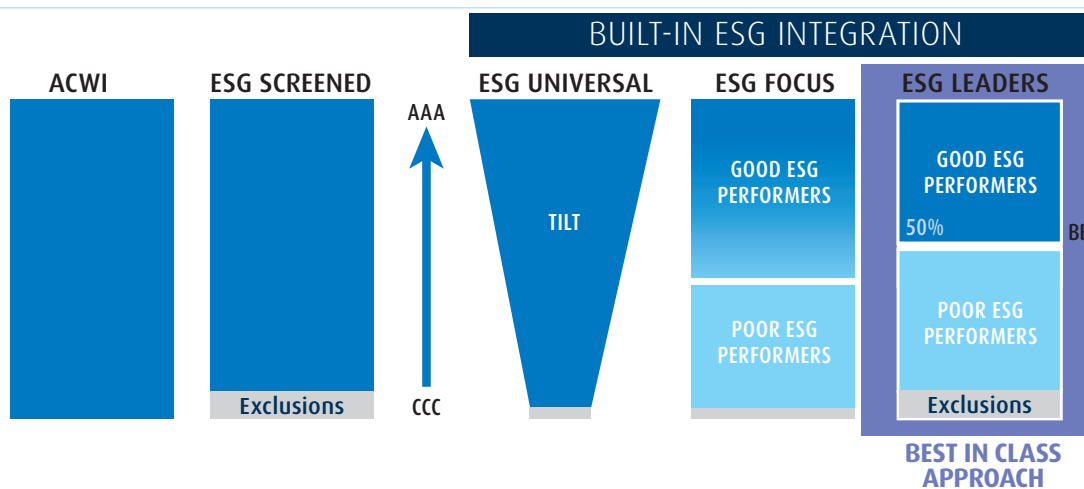 BUILT-IN ESG INTEGRATION
ACWI
ESG SCREENED
ESG UNIVERSAL
ESG FOCUS
ESG LEADERS
AAA
CCC
Exclusions
TILT
GOOD ESG
PERFORMERS
POOR ESG
PERFORMERS
GOOD ESG
PERFORMERS
50%
POOR ESG
PERFORMERS
Exclusions
BEST IN CLASS
APPROACH